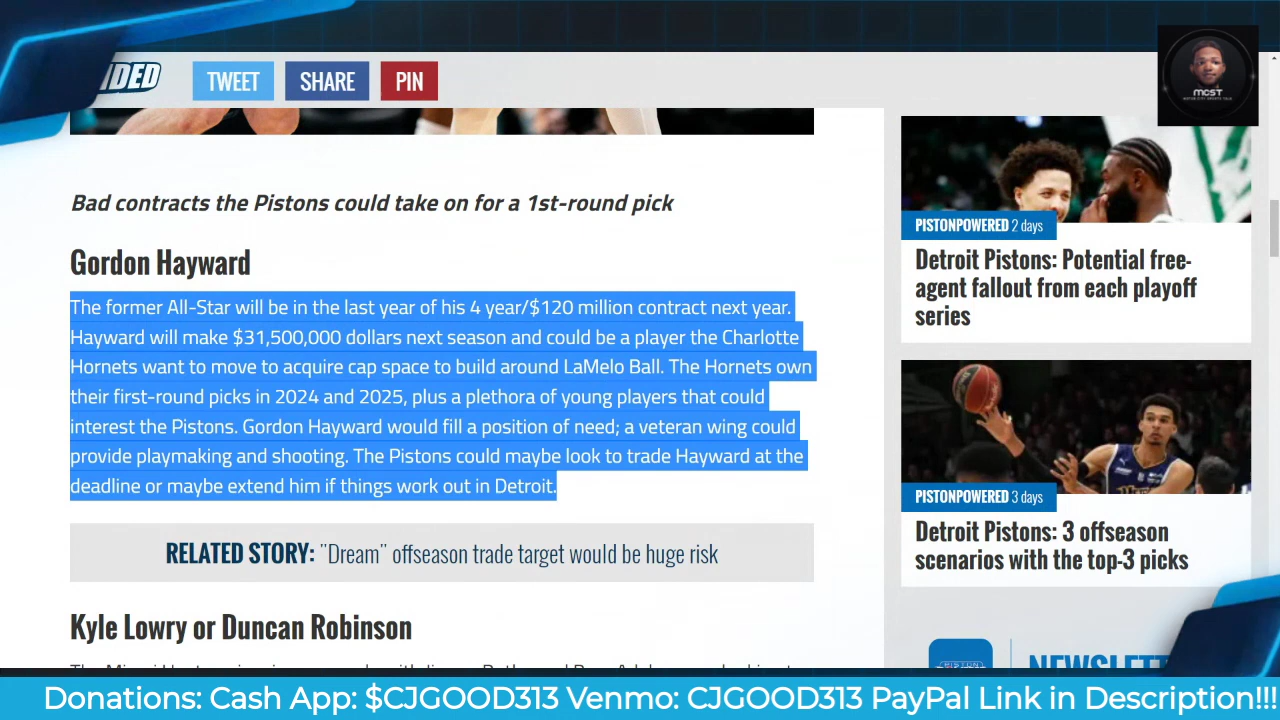 IDED
TWEET
SHARE
PIN
MCST
MOTOR CITY SPORTS TALK
Bad contracts the Pistons could take on for a 1st-round pick
Gordon Hayward
The former All-Star will be in the last year of his 4 year/$120 million contract next year.
Hayward will make $31,500,000 dollars next season and could be a player the Charlotte
Hornets want to move to acquire cap space to build around LaMelo Ball. The Hornets own
their first-round picks in 2024 and 2025, plus a plethora of young players that could
interest the Pistons. Gordon Hayward would fill a position of need; a veteran wing could
provide playmaking and shooting. The Pistons could maybe look to trade Hayward at the
deadline or maybe extend him if things work out in Detroit.
RELATED STORY: "Dream" offseason trade target would be huge risk
Kyle Lowry or Duncan Robinson
PISTONPOWERED 2 days
Detroit Pistons: Potential free-
agent fallout from each playoff
series
PISTONPOWERED 3 days
Detroit Pistons: 3 offseason
scenarios with the top-3 picks
NEWSLETT
Donations: Cash App: $CJGOOD313 Venmo: CJGOOD313 PayPal Link in Description!!!